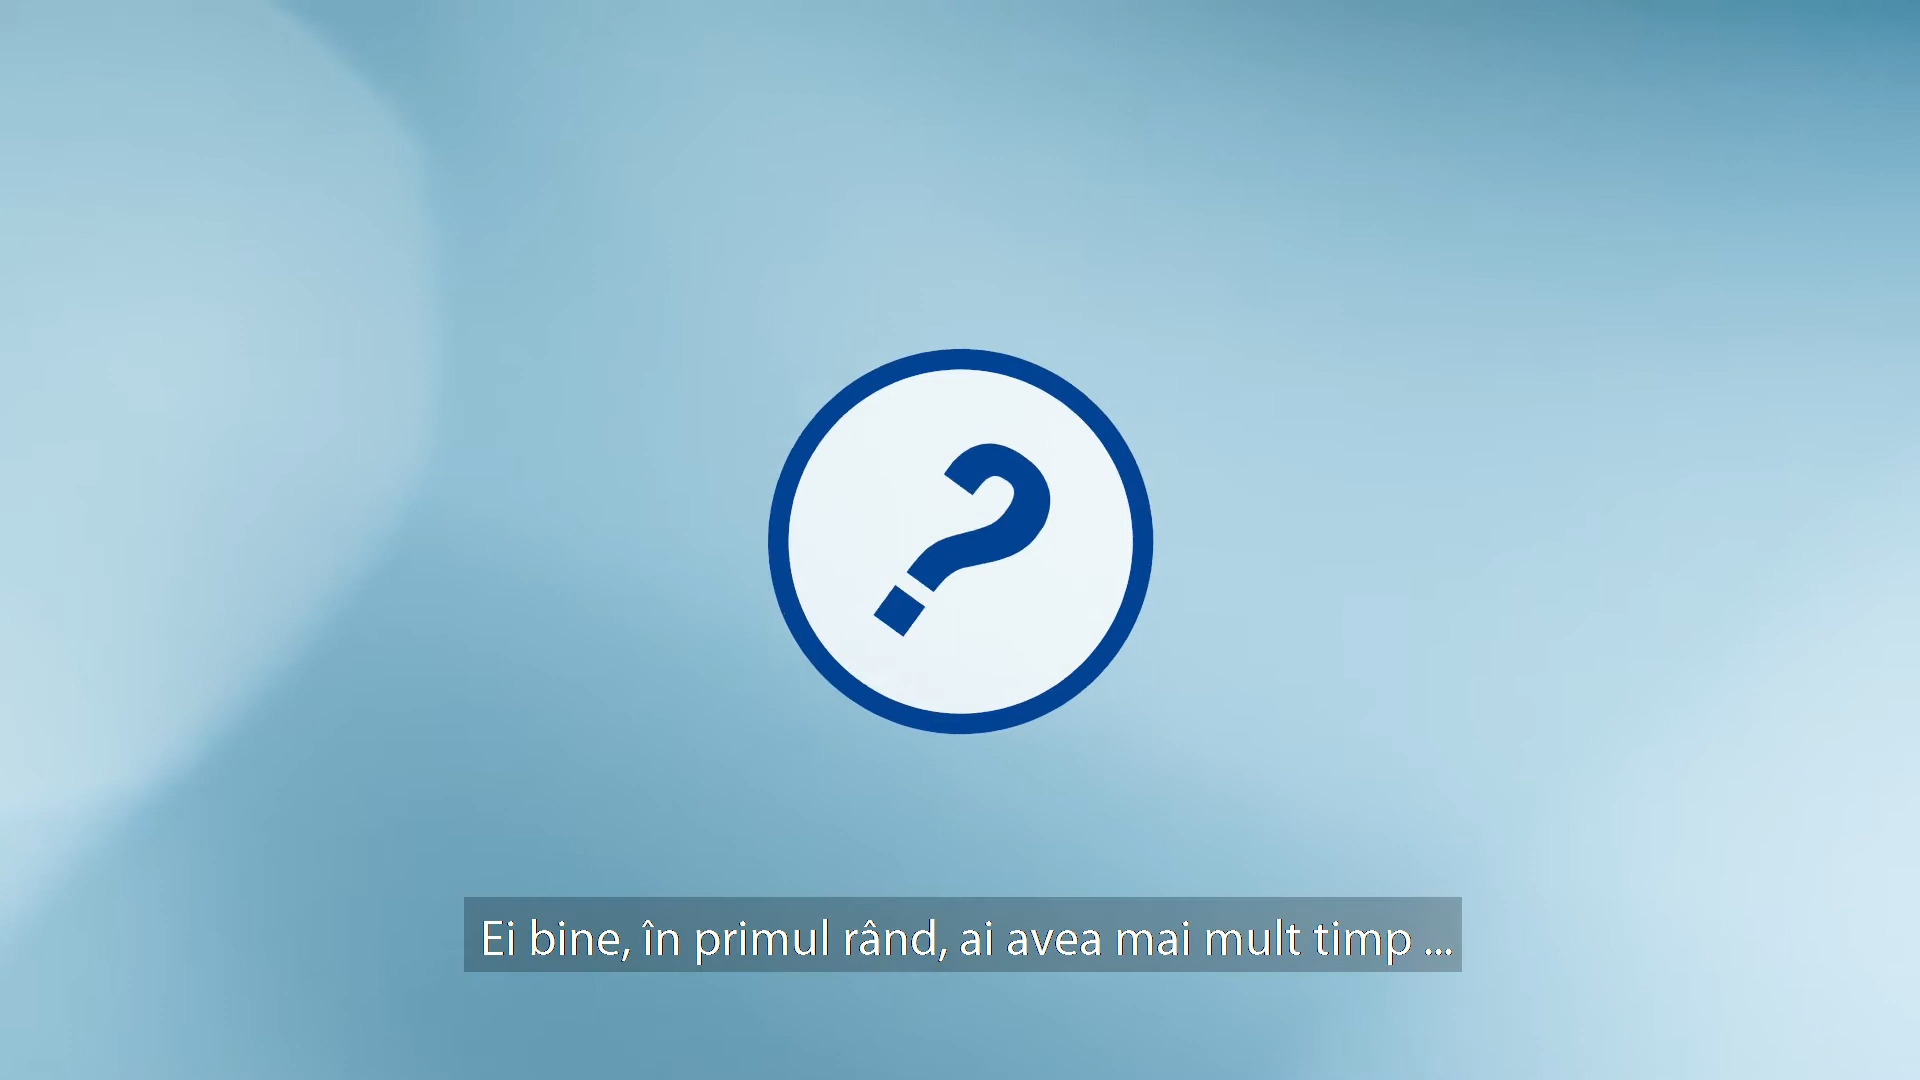 ?
Ei bine, în primul rând, ai avea mai mult timp ...